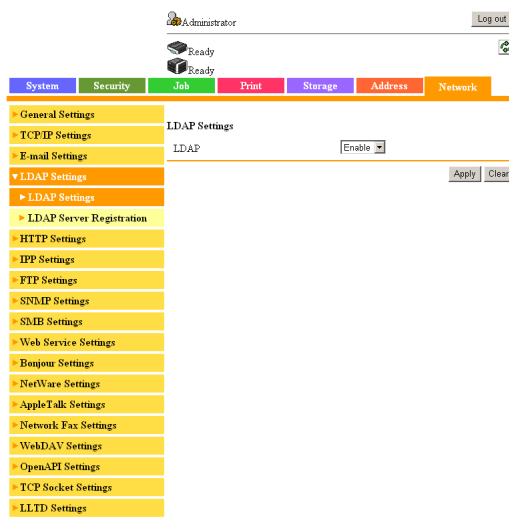 Administrator
Log out
Ready
Ready
System Security Job Print Storage Address Network
General Settings
TCP/IP Settings
E-mail Settings
LDAP Settings
LDAP Settings
LDAP Server Registration
HTTP Settings
IPP Settings
FTP Settings
SNMP Settings
SMB Settings
Web Service Settings
Bonjour Settings
NetWare Settings
AppleTalk Settings
Network Fax Settings
WebDAV Settings
OpenAPI Settings
TCP Socket Settings
LLTD Settings
LDAP Settings
LDAP Enable
Apply Clear